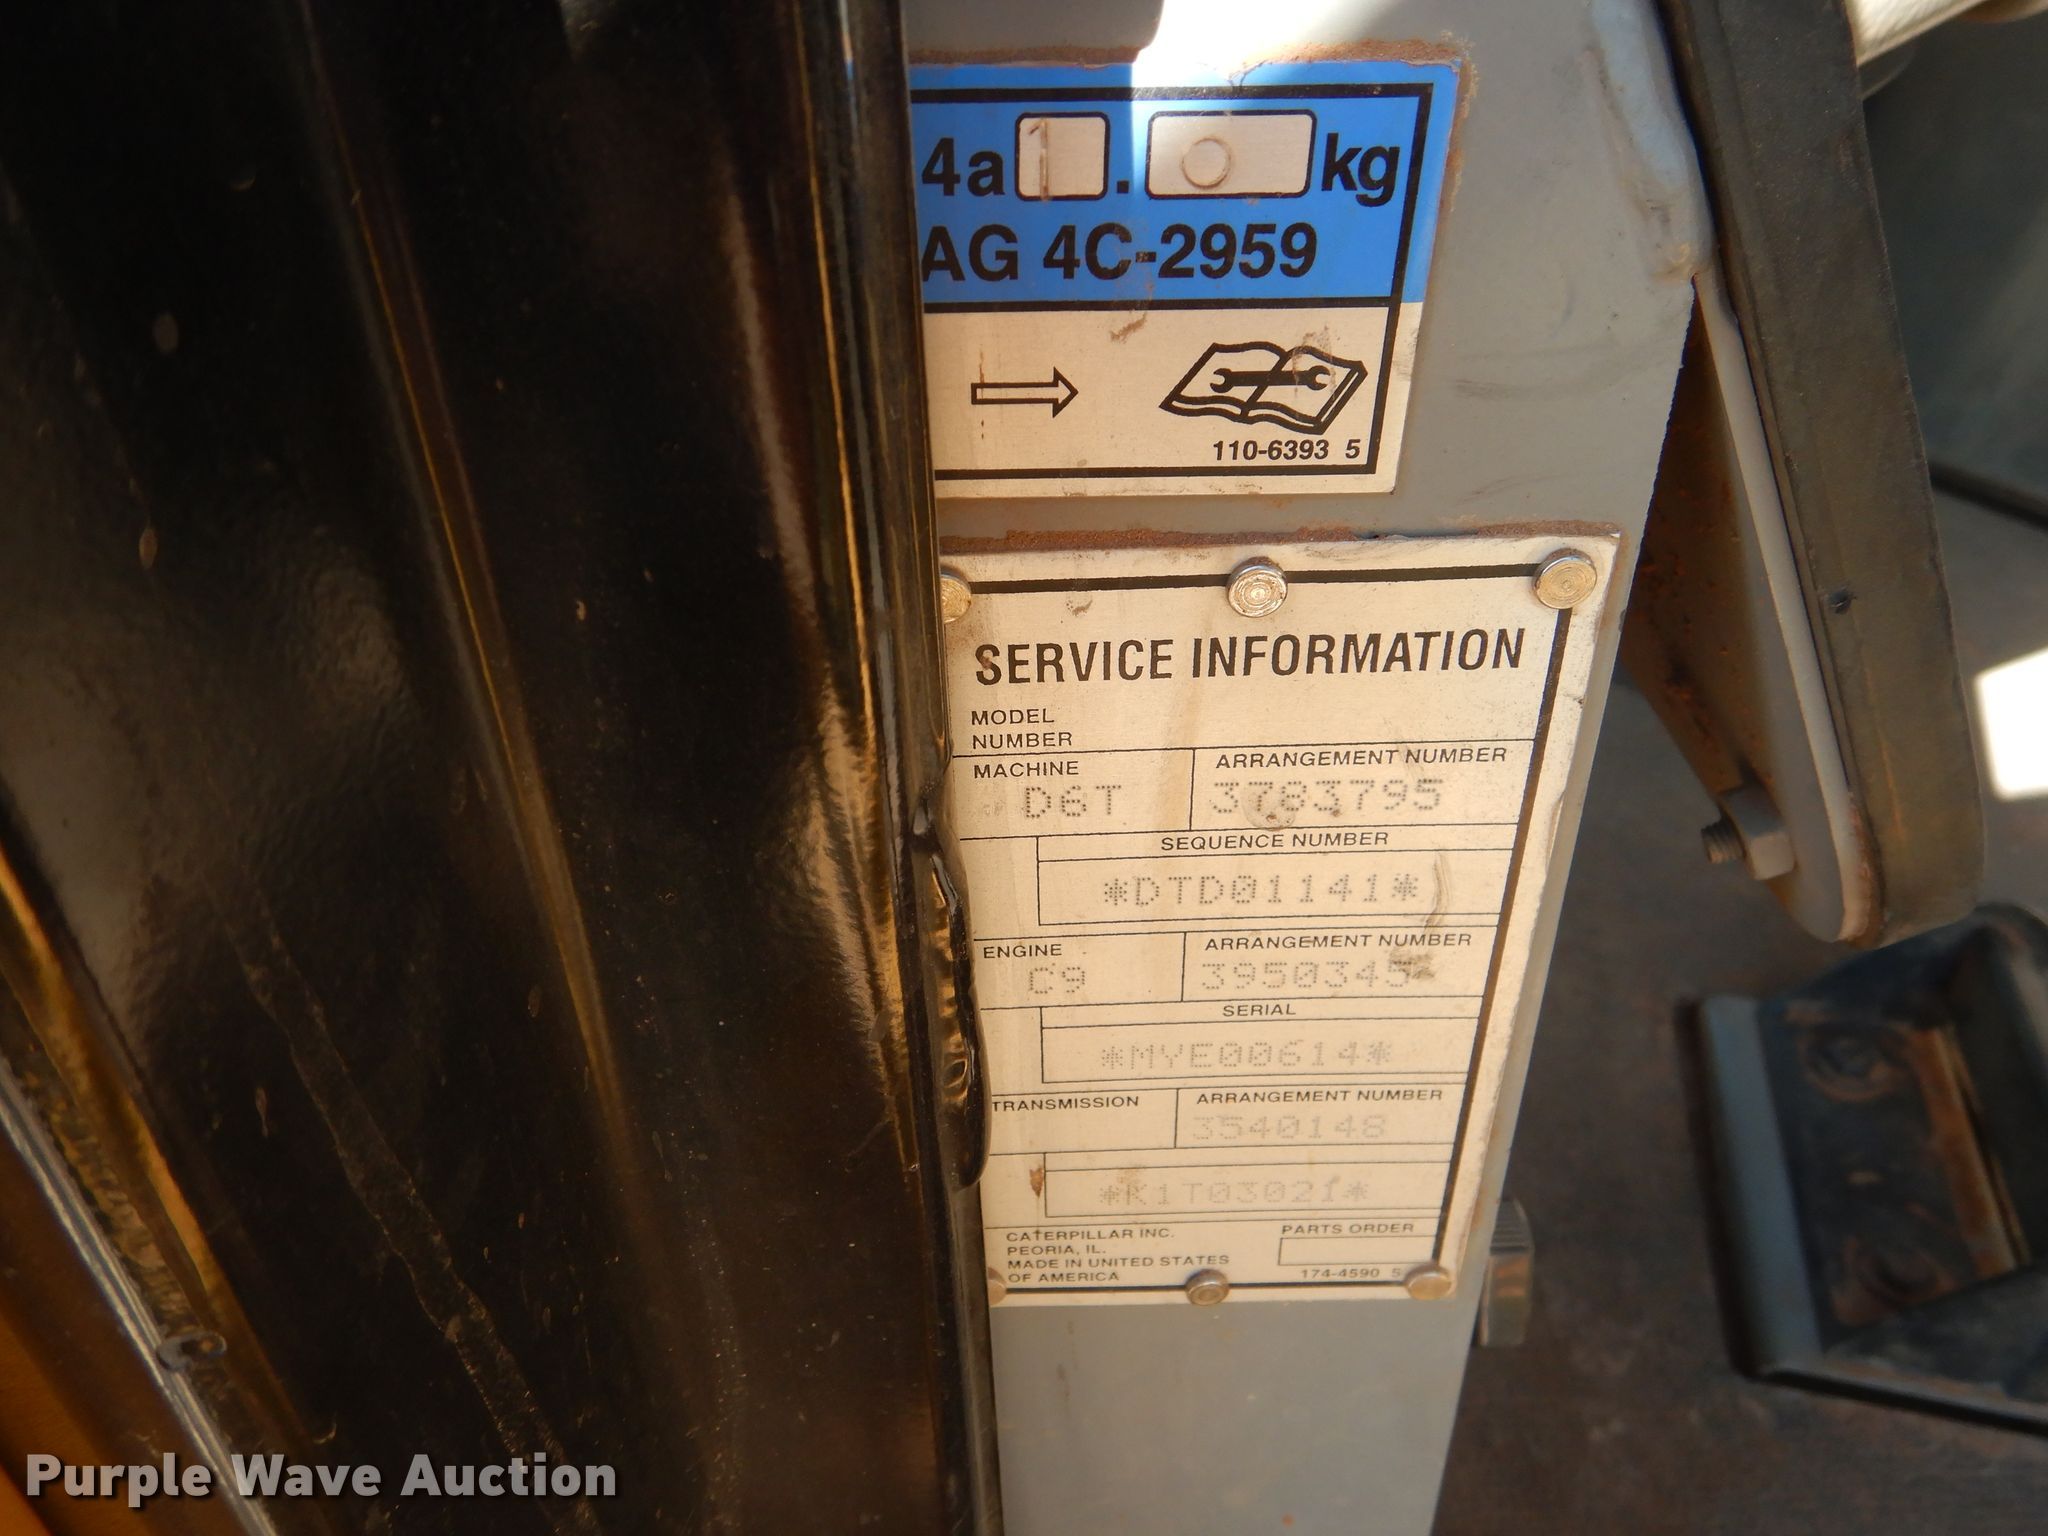 4a 1 . 0 kg
AG 4C-2959
110-6393 5
SERVICE INFORMATION
MODEL
NUMBER
MACHINE
ARRANGEMENT NUMBER
D6T
3783795
SEQUENCE NUMBER
*DTD01141*
ENGINE
ARRANGEMENT NUMBER
C9
3950345
SERIAL
*MYE00614*
TRANSMISSION
ARRANGEMENT NUMBER
3540148
*K1T03021*
CATERPILLAR INC.
PEORIA, IL.
MADE IN UNITED STATES
OF AMERICA
PARTS ORDER
174-4590 5
Purple Wave Auction